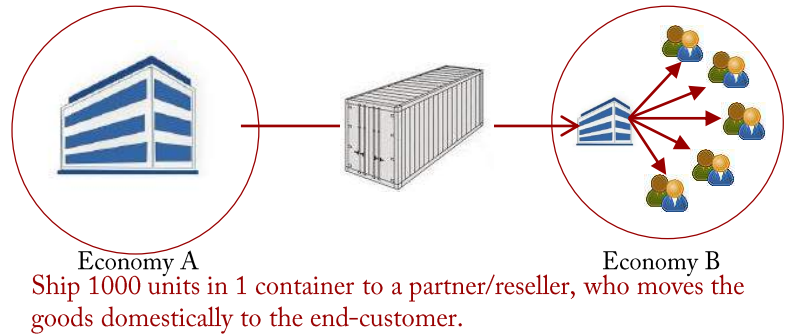 Economy A
Economy B
Ship 1000 units in 1 container to a partner/reseller, who moves the
goods domestically to the end-customer.